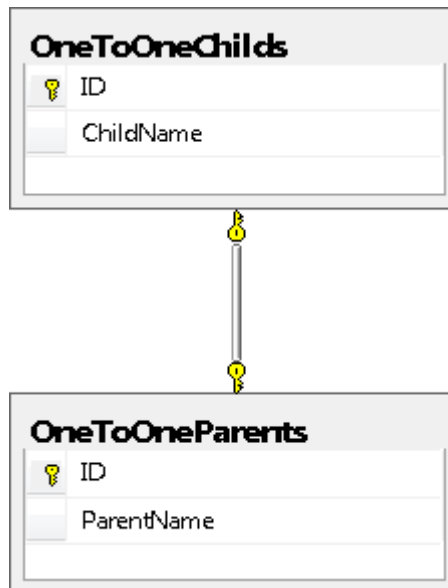 OneToOneChilds
ID
ChildName
OneToOneParents
ID
ParentName